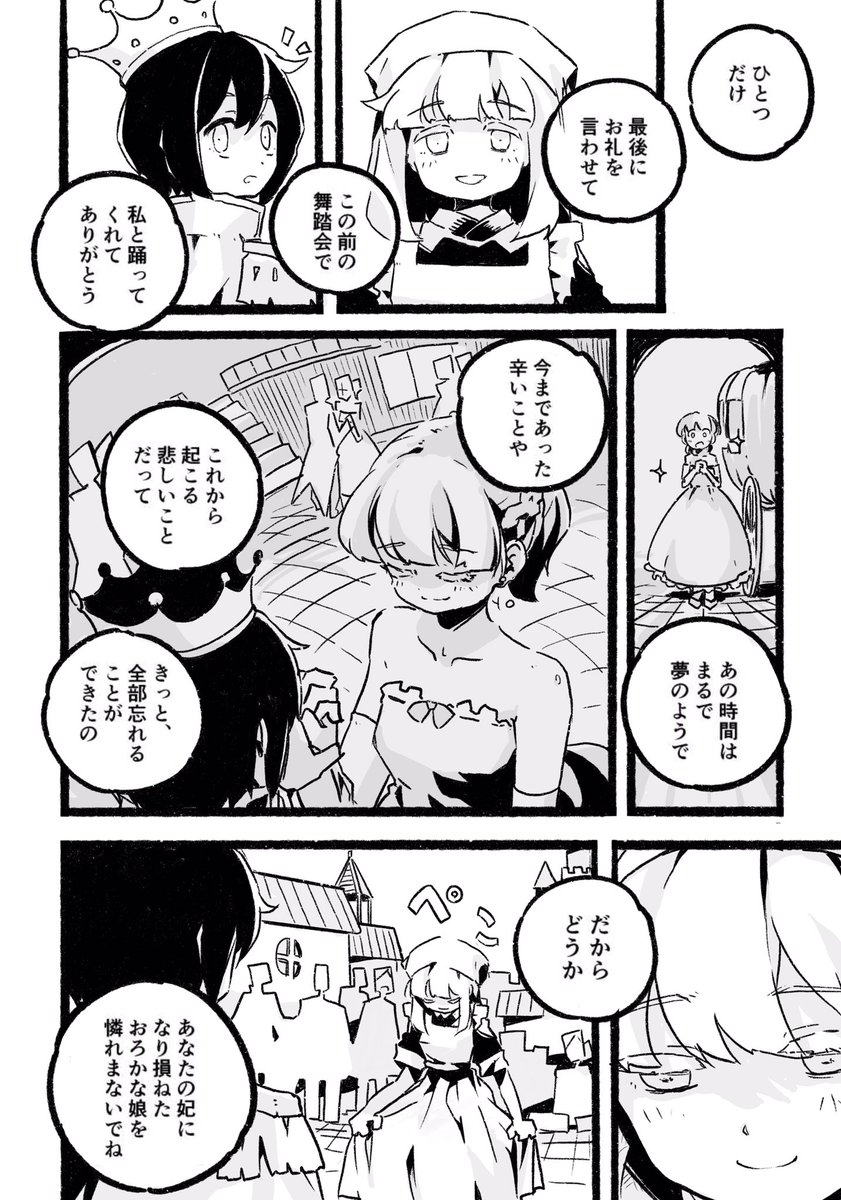 ひとつ
だけ
最後に
お礼を
言わせて
この前の
舞踏会で
私と踊って
くれて
ありがとう
あの時間は
まるで
夢のようで
今まであった
辛いことや
これから
起こる
悲しいこと
だって
きっと、
全部忘れる
ことが
できたの
だから
どうか
ペこ
あなたの妃に
なり損ねた
おろかな娘を
憐れまないでね